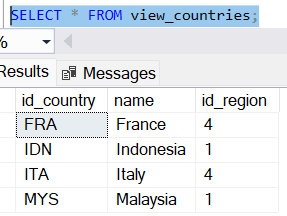 SELECT * FROM view_countries;
%
Results Messages
id_country name id_region
FRA France 4
IDN Indonesia 1
ITA Italy 4
MYS Malaysia 1